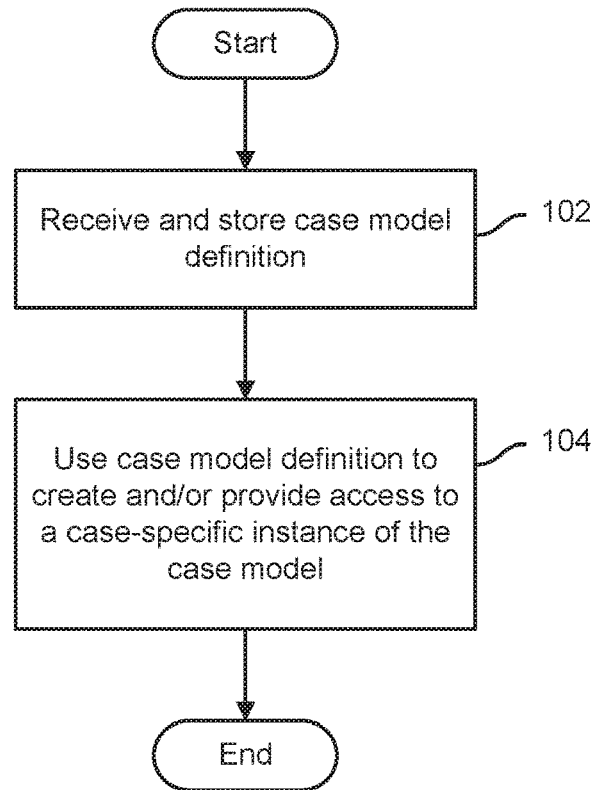 Start
Receive and store case model
definition
102
Use case model definition to
create and/or provide access to
a case-specific instance of the
case model
104
End